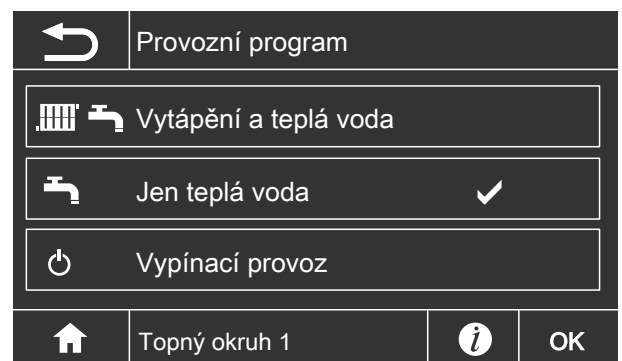 Provozní program
Vytápění a teplá voda
Jen teplá voda
Vypínací provoz
Topný okruh 1
i
OK